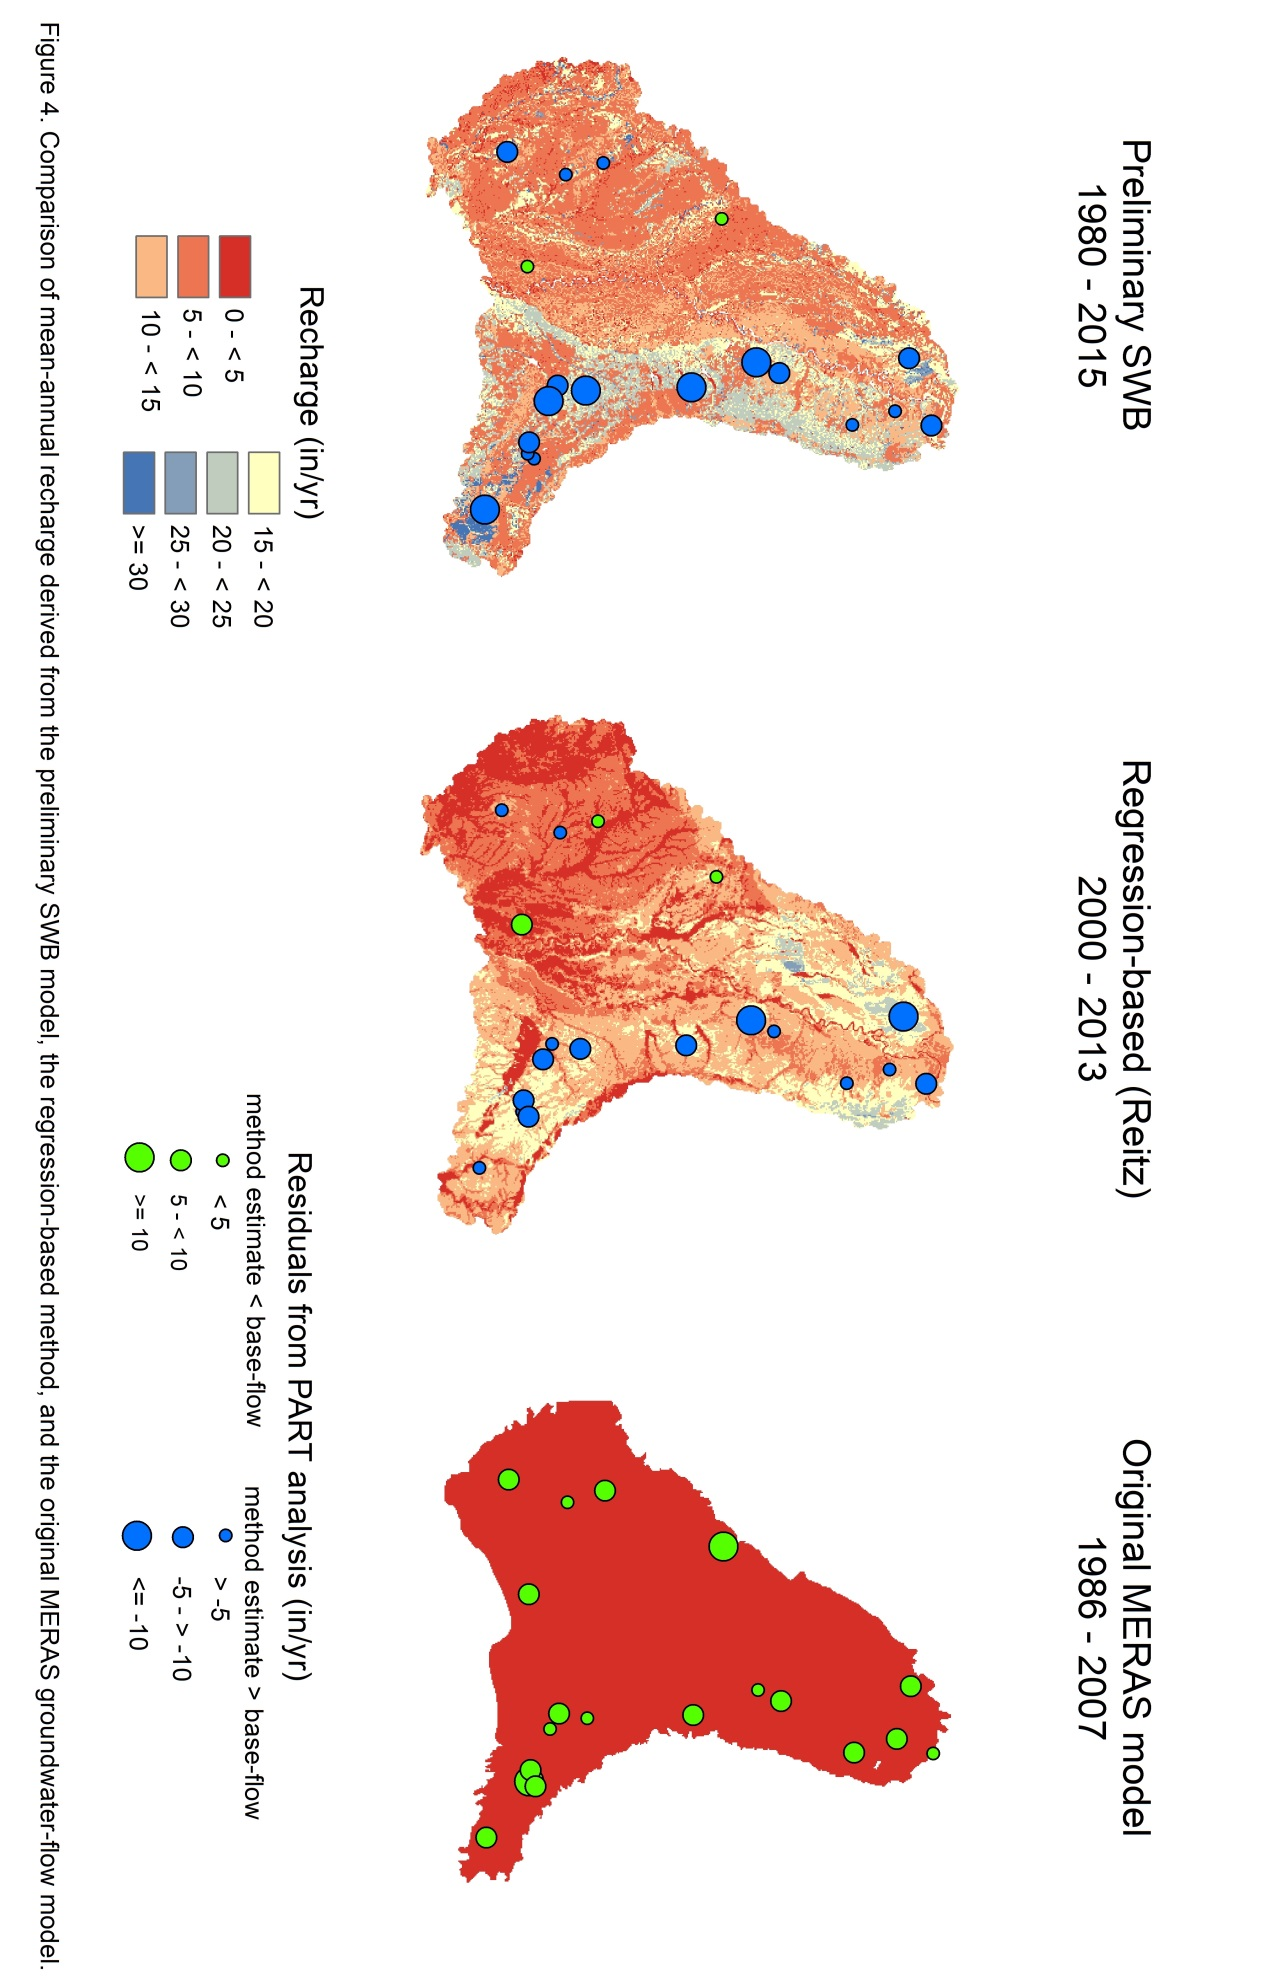 Preliminary SWB
1980 - 2015
Regression-based (Reitz)
2000 - 2013
Original MERAS model
1986 - 2007
Recharge (in/yr)
0 - < 5
5 - < 10
10 - < 15
15 - < 20
20 - < 25
25 - < 30
>= 30
Residuals from PART analysis (in/yr)
method estimate < base-flow
< 5
5 - < 10
>= 10
method estimate > base-flow
> -5
-5 - > -10
<= -10
Figure 4. Comparison of mean-annual recharge derived from the preliminary SWB model, the regression-based method, and the original MERAS groundwater-flow model.